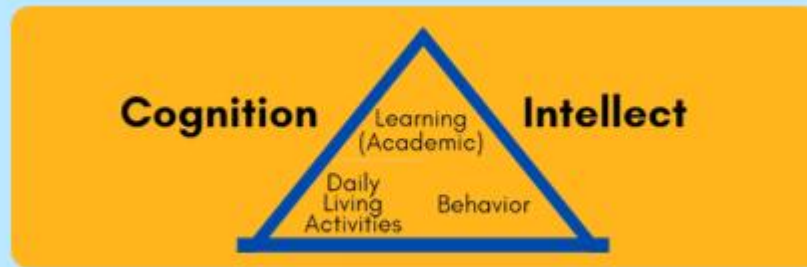 Cognition
Intellect
Learning
(Academic)
Daily
Living
Activities
Behavior